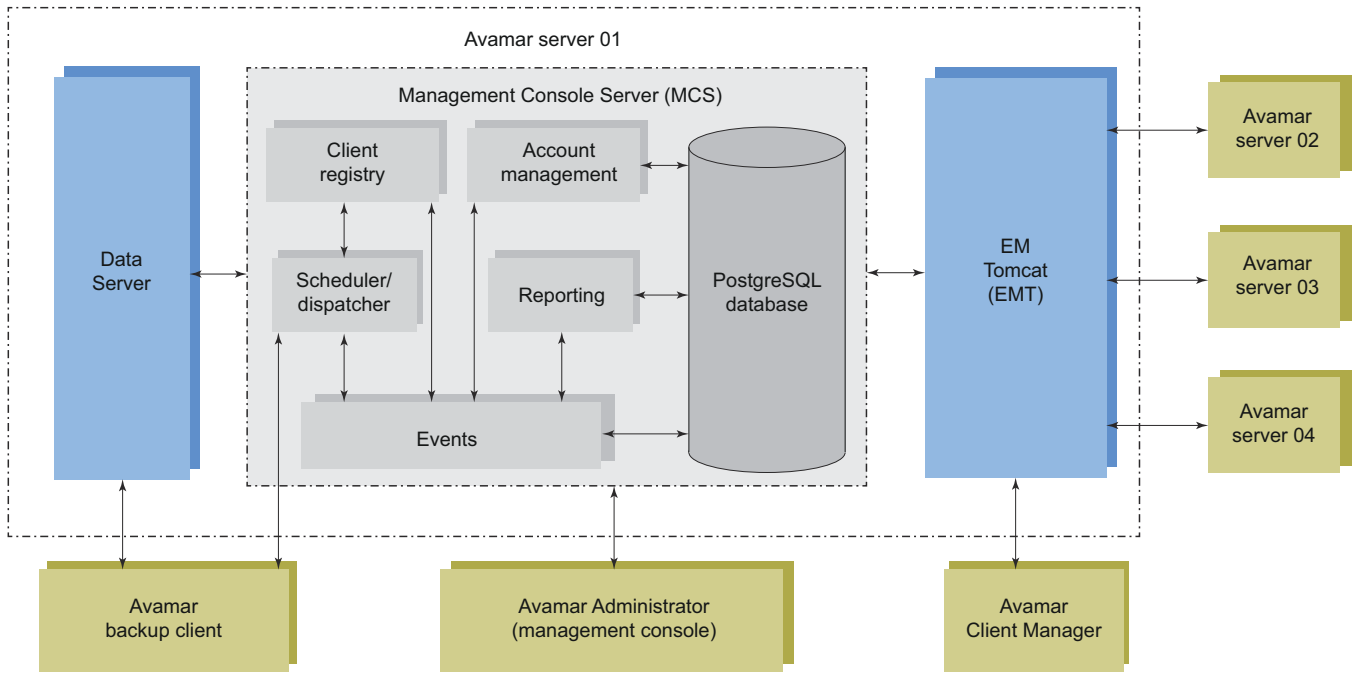 Avamar server 01
Management Console Server (MCS)
Client
registry
Account
management
Data
Server
Scheduler/
dispatcher
Reporting
PostgreSQL
database
Events
EM
Tomcat
(EMT)
Avamar
server 02
Avamar
server 03
Avamar
server 04
Avamar
backup client
Avamar Administrator
(management console)
Avamar
Client Manager